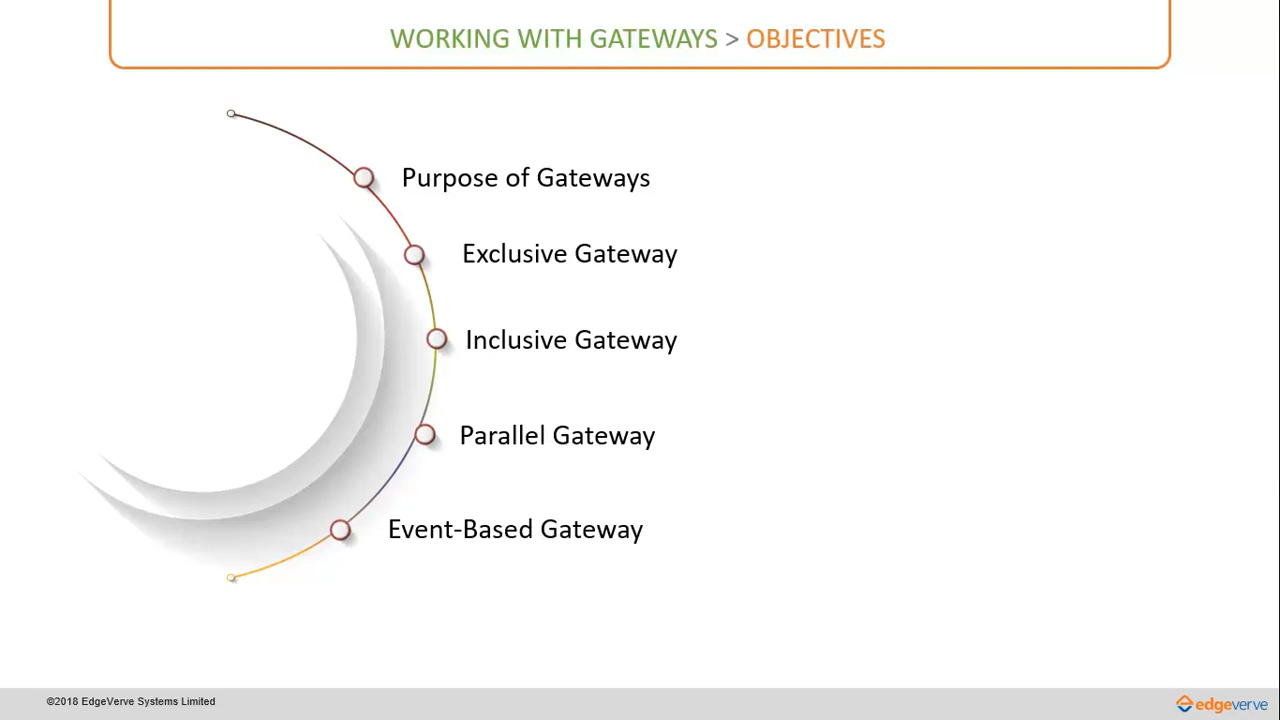 WORKING WITH GATEWAYS > OBJECTIVES
Purpose of Gateways
Exclusive Gateway
Inclusive Gateway
Parallel Gateway
Event-Based Gateway
©2018 EdgeVerve Systems Limited
edgeverve